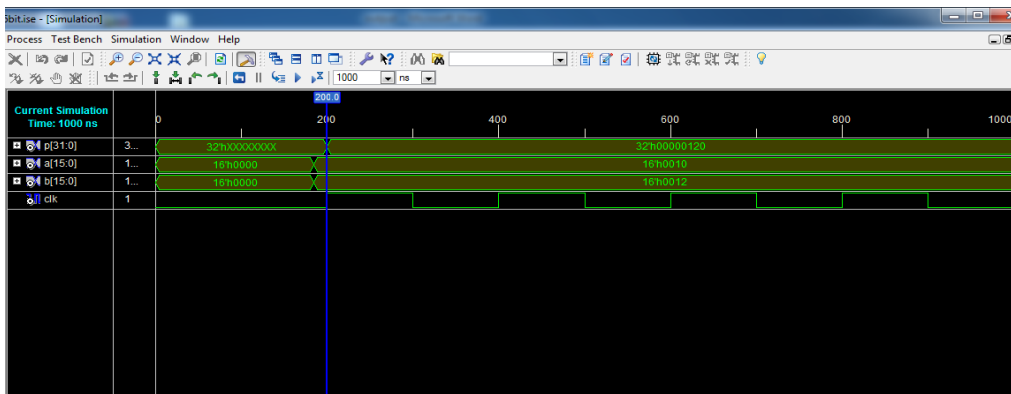 6bit.ise - [Simulation]
Process Test Bench Simulation Window Help
1000 ns
200.0
Current Simulation
Time: 1000 ns
0 200 400 600 800 1000
p[31:0] 3... 32'hXXXXXXXX 32'h00000120
a[15:0] 1... 16'h0000 16'h0010
b[15:0] 1... 16'h0000 16'h0012
clk 1